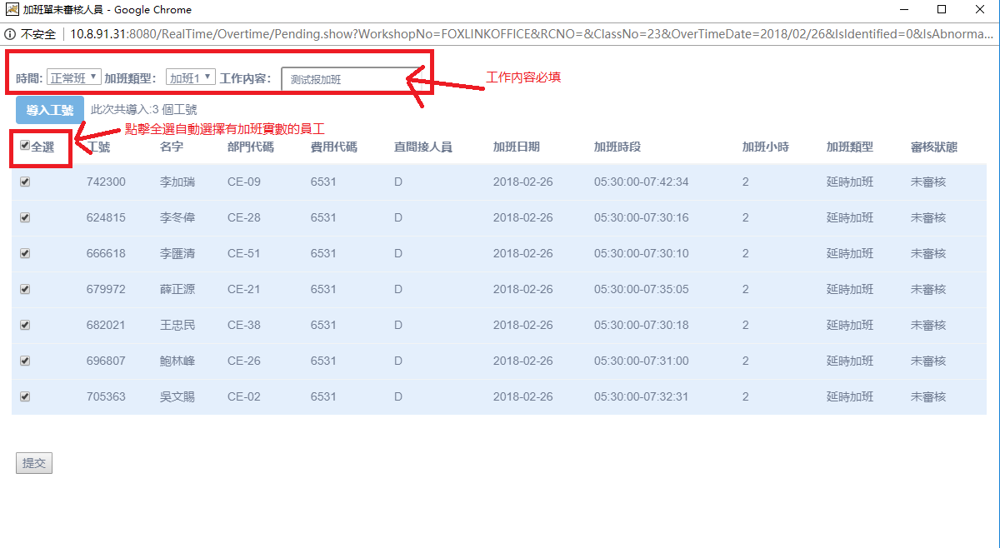 加班單未審核人員 - Google Chrome
不安全 10.8.91.31:8080/RealTime/Overtime/Pending.show?WorkshopNo=FOXLINKOFFICE&RCNO=&ClassNo=23&OverTimeDate=2018/02/26&IsIdentified=0&IsAbnorma...
時間: 正常班 加班類型: 加班1 工作內容: 测试报加班 工作內容必填
導入工號 此次共導入:3 個工號
點擊全選自動選擇有加班實數的員工
全選 工號 名字 部門代碼 費用代碼 直間接人員 加班日期 加班時段 加班小時 加班類型 審核狀態
742300 李加瑞 CE-09 6531 D 2018-02-26 05:30:00-07:42:34 2 延時加班 未審核
624815 李冬偉 CE-28 6531 D 2018-02-26 05:30:00-07:30:16 2 延時加班 未審核
666618 李匯清 CE-51 6531 D 2018-02-26 05:30:00-07:30:10 2 延時加班 未審核
679972 薛正源 CE-21 6531 D 2018-02-26 05:30:00-07:35:05 2 延時加班 未審核
682021 王忠民 CE-38 6531 D 2018-02-26 05:30:00-07:30:18 2 延時加班 未審核
696807 鮑林峰 CE-26 6531 D 2018-02-26 05:30:00-07:31:00 2 延時加班 未審核
705363 吳文賜 CE-02 6531 D 2018-02-26 05:30:00-07:32:31 2 延時加班 未審核
提交